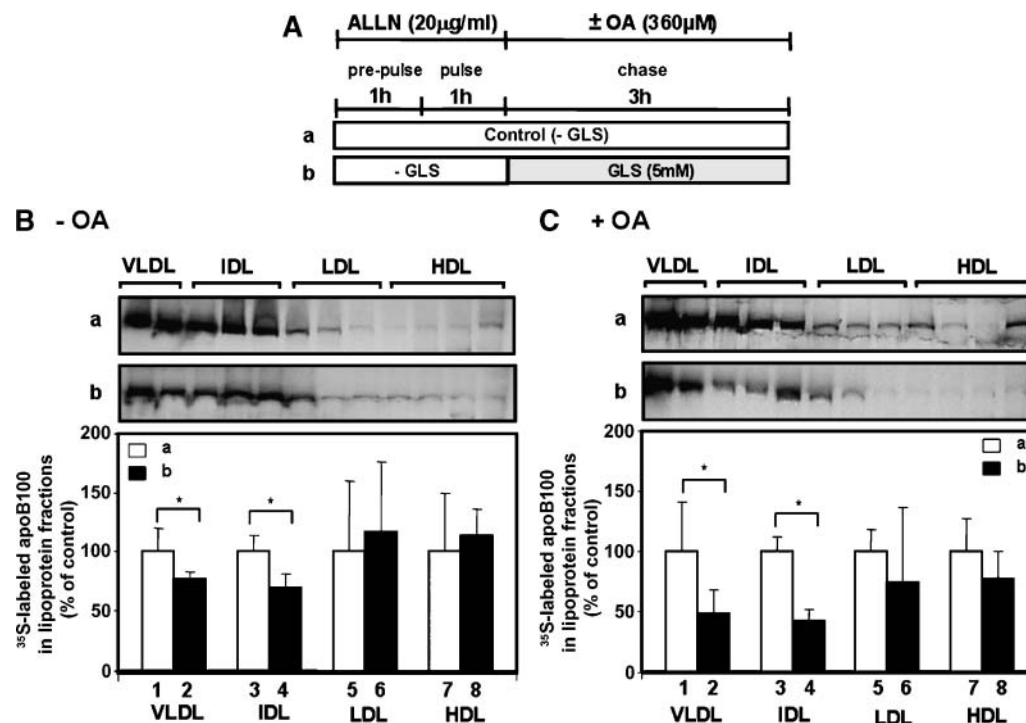 A
ALLN (20µg/ml) ± OA (360µM)
pre-pulse pulse chase
1h 1h 3h
a Control (- GLS)
b - GLS GLS (5mM)
B - OA
VLDL IDL LDL HDL
a
b
35S-labeled apoB100
in lipoprotein fractions
(% of control)
200
150
100
50
0
a
b
* *
1 2 3 4 5 6 7 8
VLDL IDL LDL HDL
C + OA
VLDL IDL LDL HDL
a
b
35S-labeled apoB100
in lipoprotein fractions
(% of control)
200
150
100
50
0
a
b
* *
1 2 3 4 5 6 7 8
VLDL IDL LDL HDL